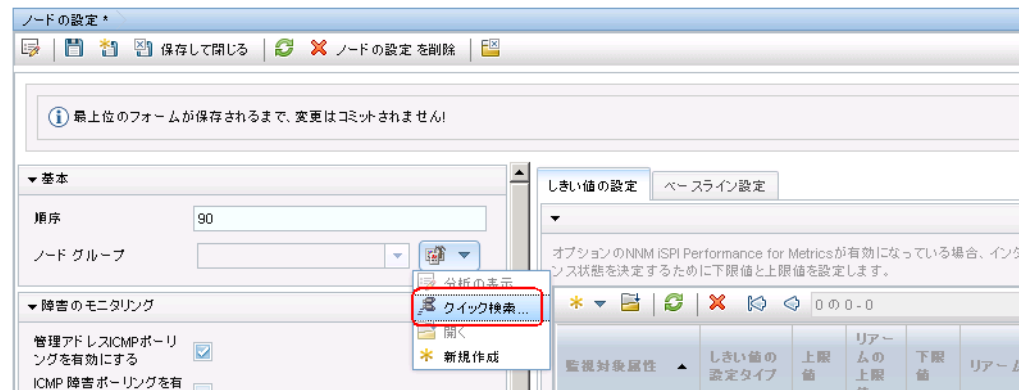 ノードの設定 *
保存して閉じる
ノードの設定 を削除
最上位のフォームが保存されるまで、変更はコミットされません!
▼基本
順序
90
ノード グループ
分析の表示
クイック検索...
開く
新規作成
▼障害のモニタリング
管理アドレスICMPポーリ
ングを有効にする
ICMP 障害ポーリングを有
しきい値の設定
ベースライン設定
オプションのNNM iSPI Performance for Metricsが有効になっている場合、インタ
ンス状態を決定するために下限値と上限値を設定します。
0 の 0 - 0
監視対象属性
しきい値の
設定タイプ
上限
値
リアー
ムの
上限
下限
値
リアーム